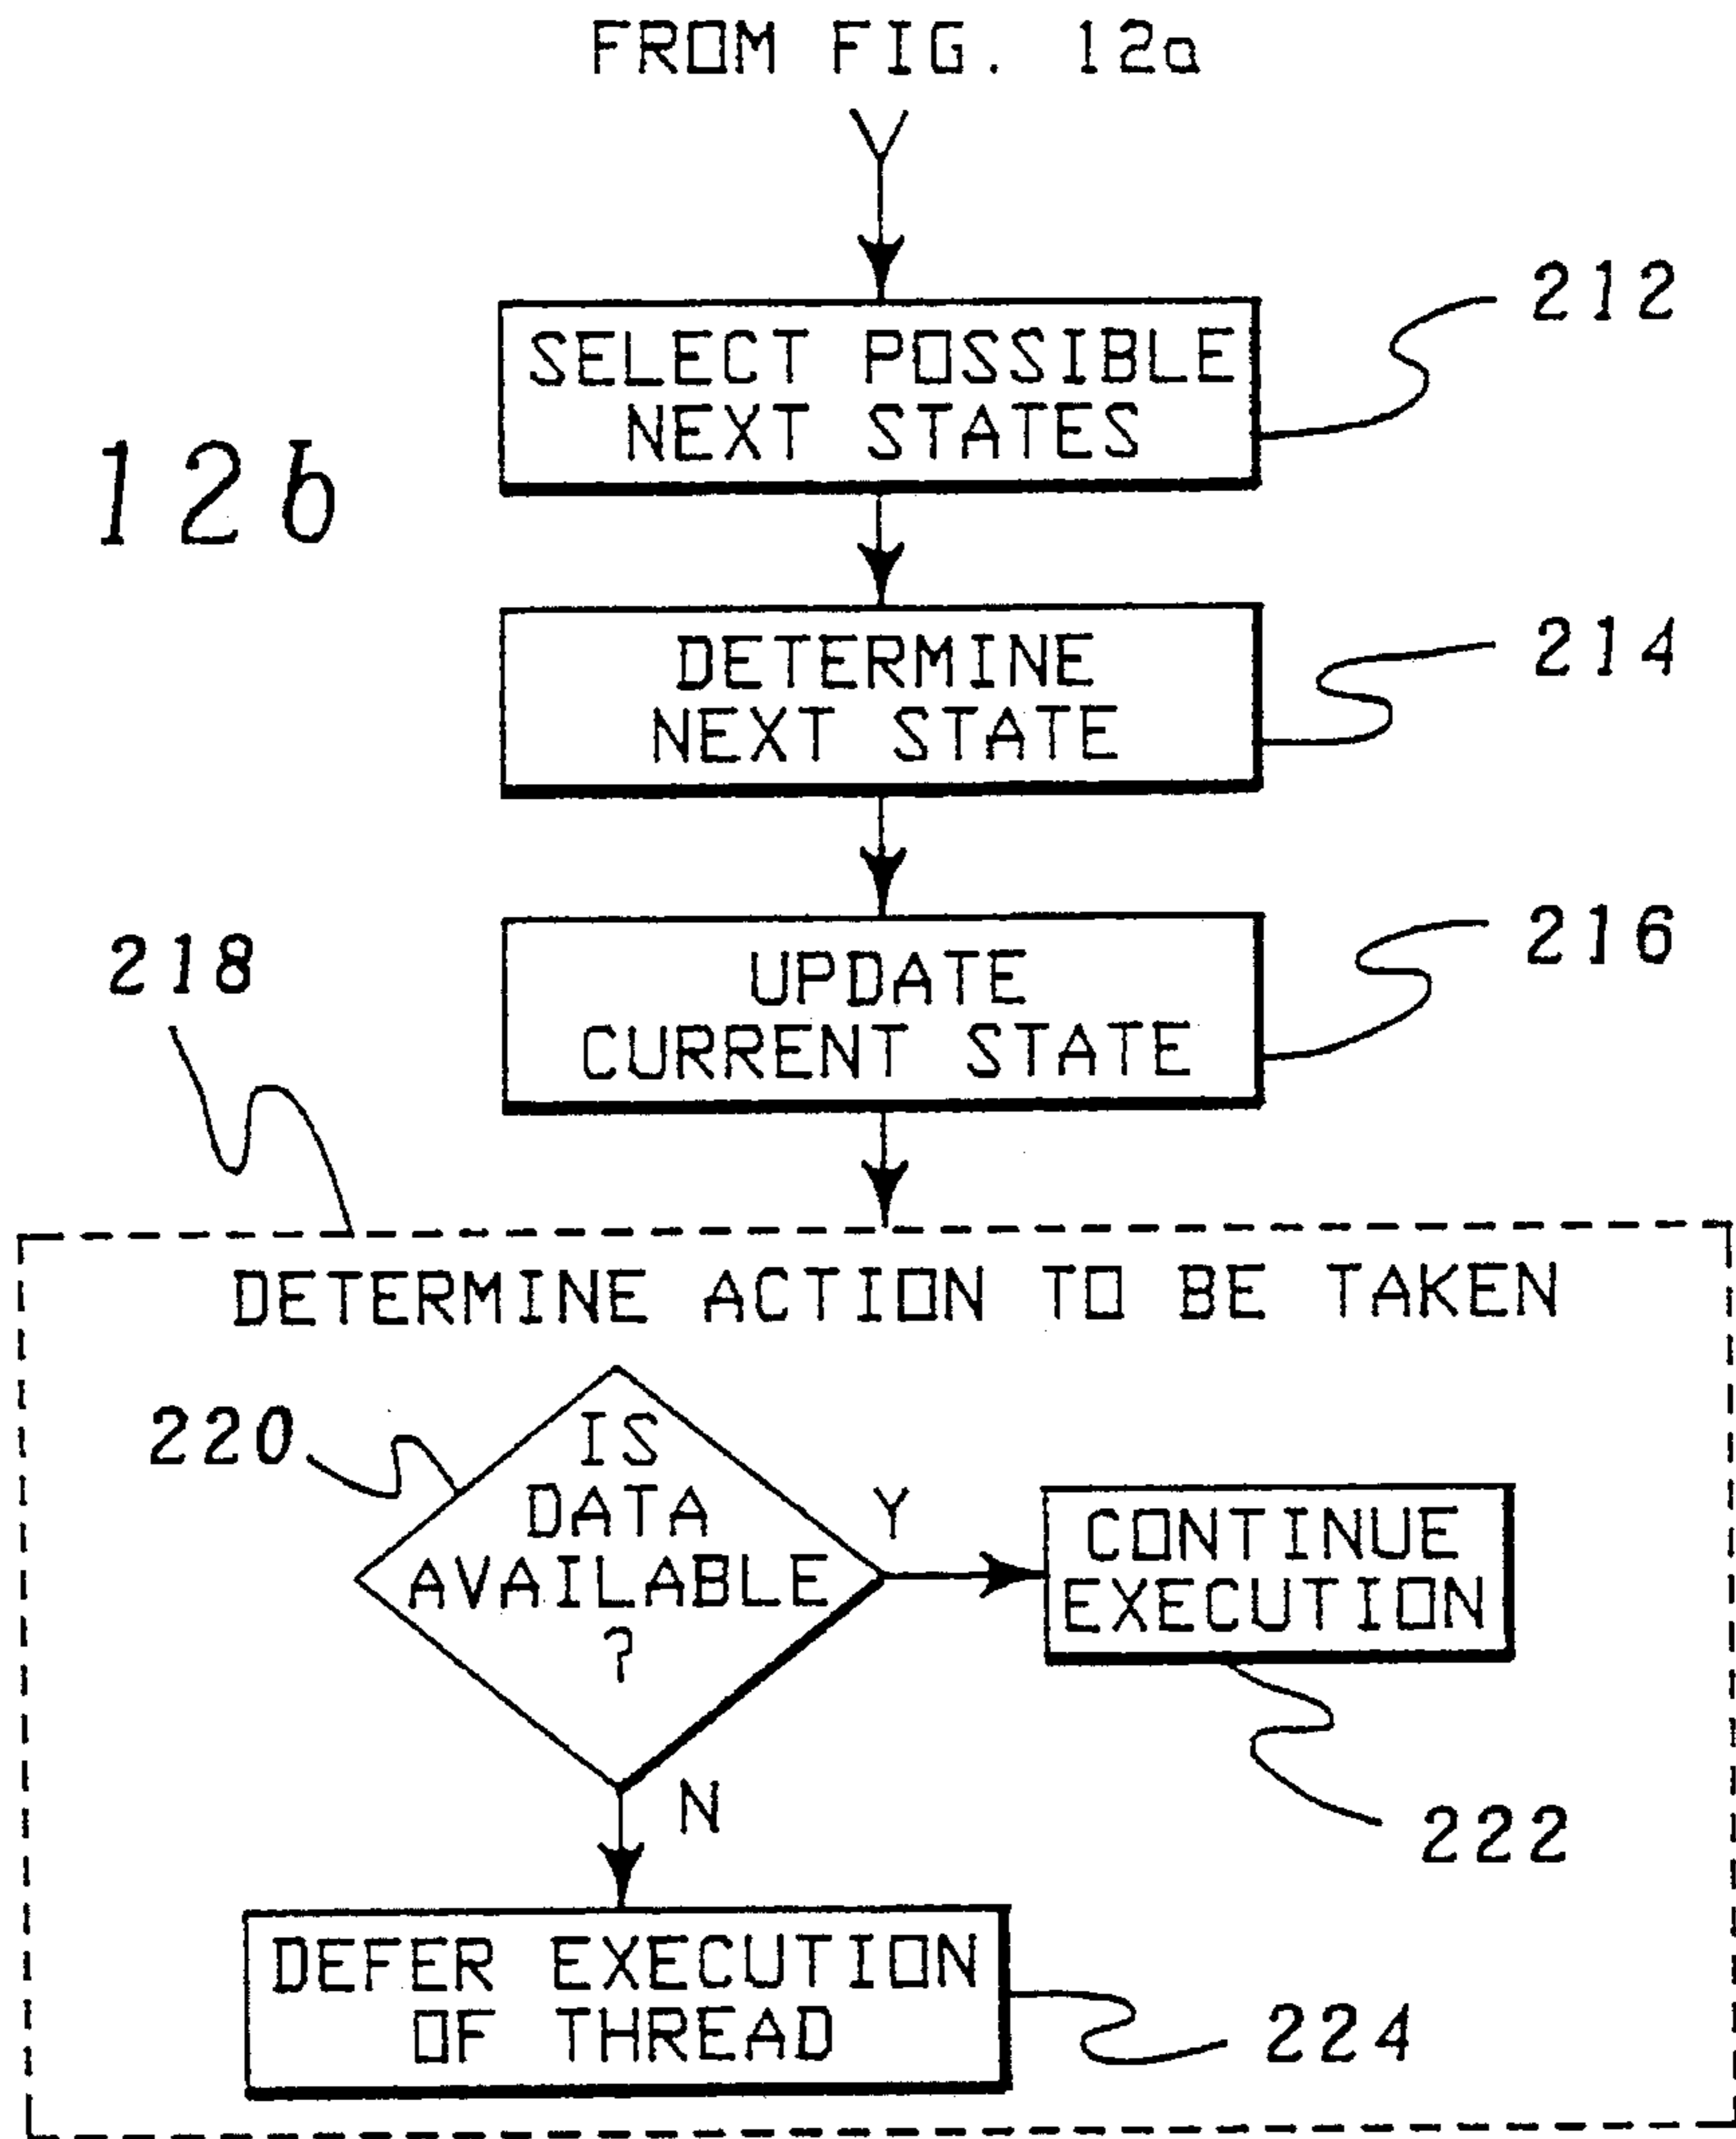 FROM FIG. 12a
212
SELECT POSSIBLE
NEXT STATES
12b
214
DETERMINE
NEXT STATE
216
218
UPDATE
CURRENT STATE
DETERMINE ACTION TO BE TAKEN
220
IS
DATA
AVAILABLE
?
Y
CONTINUE
EXECUTION
N
222
DEFER EXECUTION
OF THREAD
224